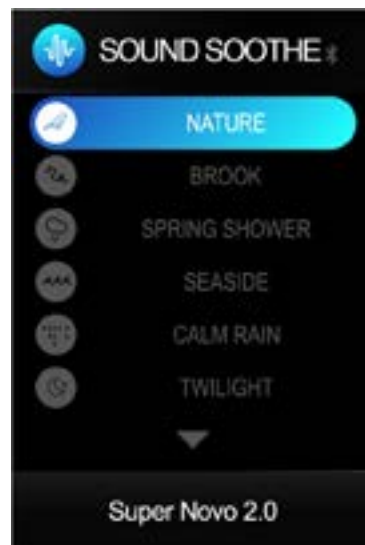 SOUND SOOTHE
NATURE
BROOK
SPRING SHOWER
SEASIDE
CALM RAIN
TWILIGHT
Super Novo 2.0